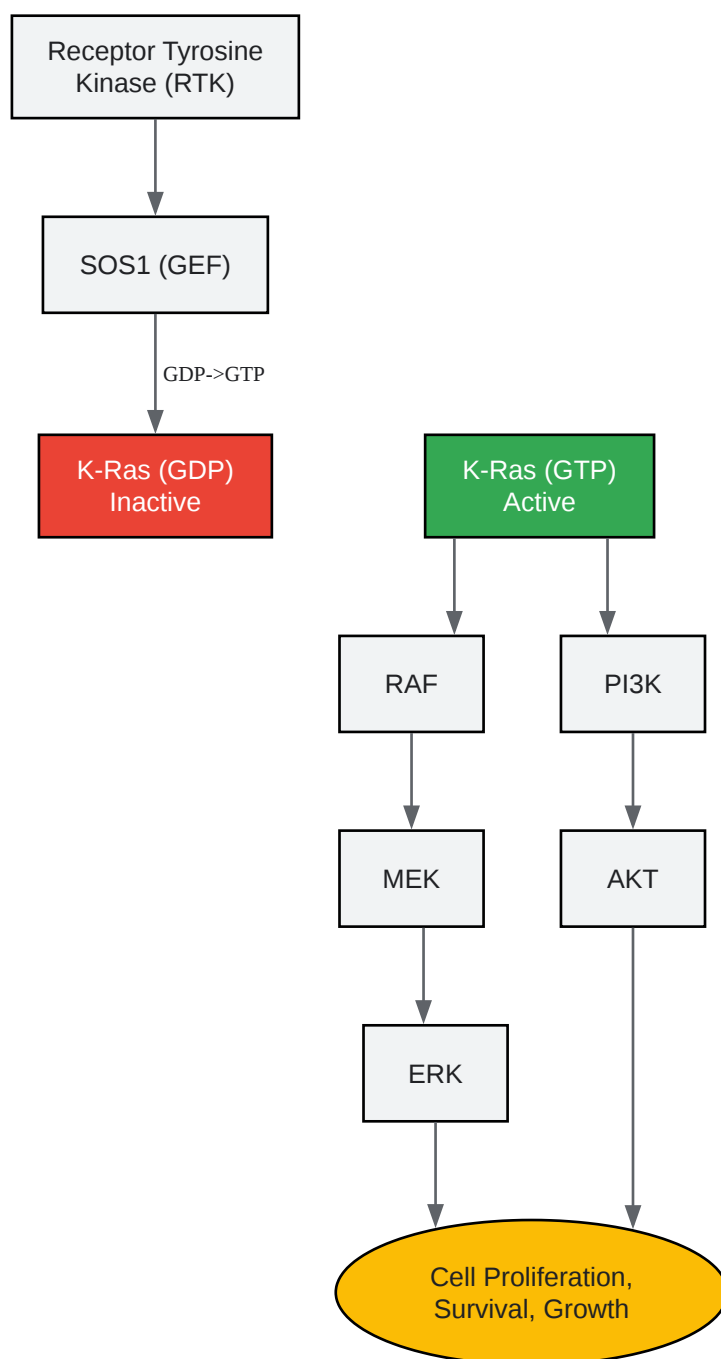 Receptor Tyrosine
Kinase (RTK)
SOS1 (GEF)
GDP->GTP
K-Ras (GDP)
Inactive
K-Ras (GTP)
Active
RAF
PI3K
MEK
AKT
ERK
Cell Proliferation,
Survival, Growth